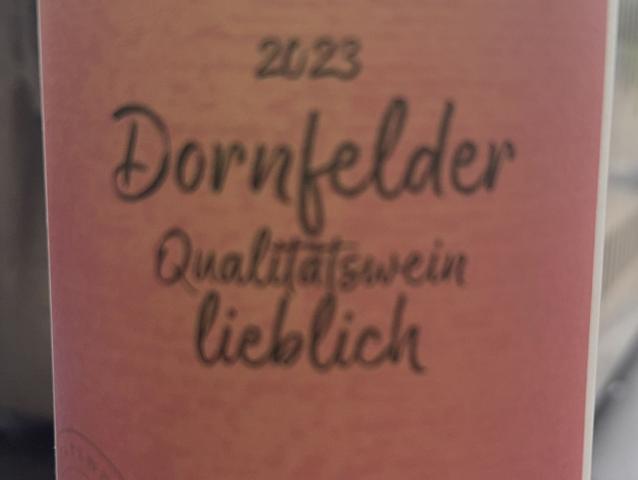 2023
Dornfelder
Qualitätswein
lieblich